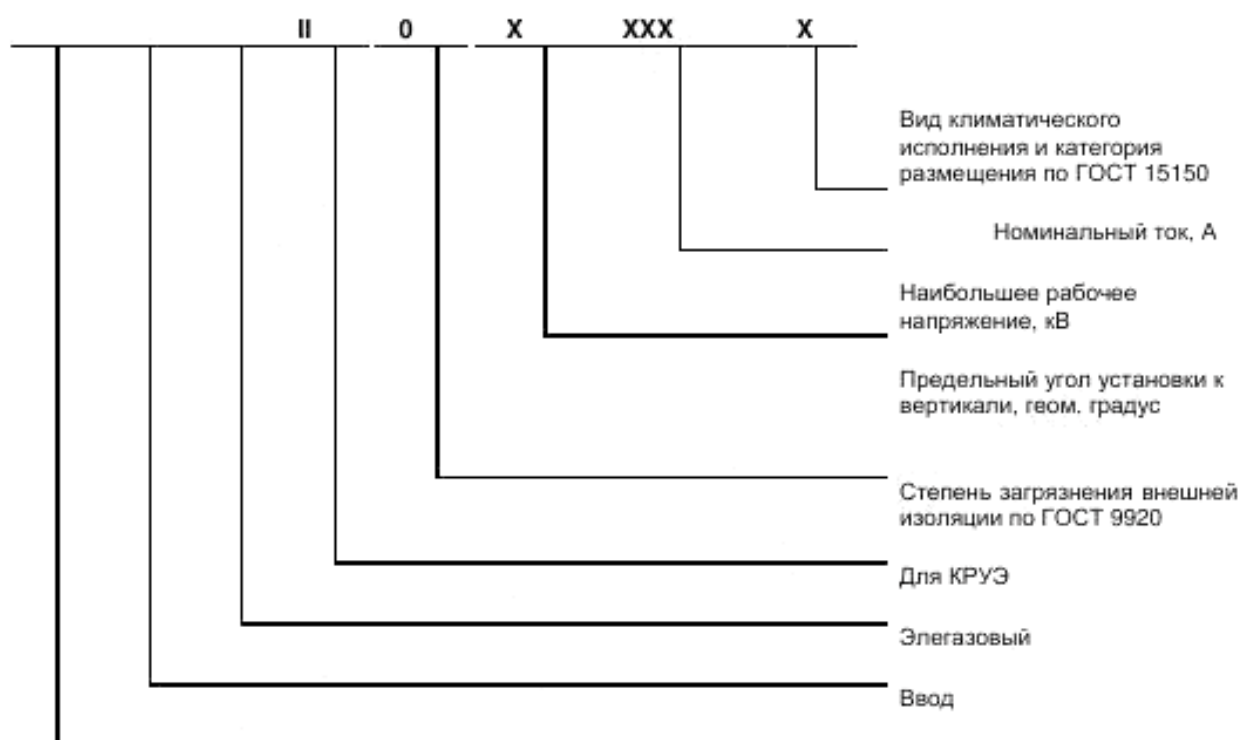 II 0 X XXX X
Вид климатического
исполнения и категория
размещения по ГОСТ 15150
Номинальный ток, А
Наибольшее рабочее
напряжение, кВ
Предельный угол установки к
вертикали, геом. градус
Степень загрязнения внешней
изоляции по ГОСТ 9920
Для КРУЭ
Элегазовый
Ввод